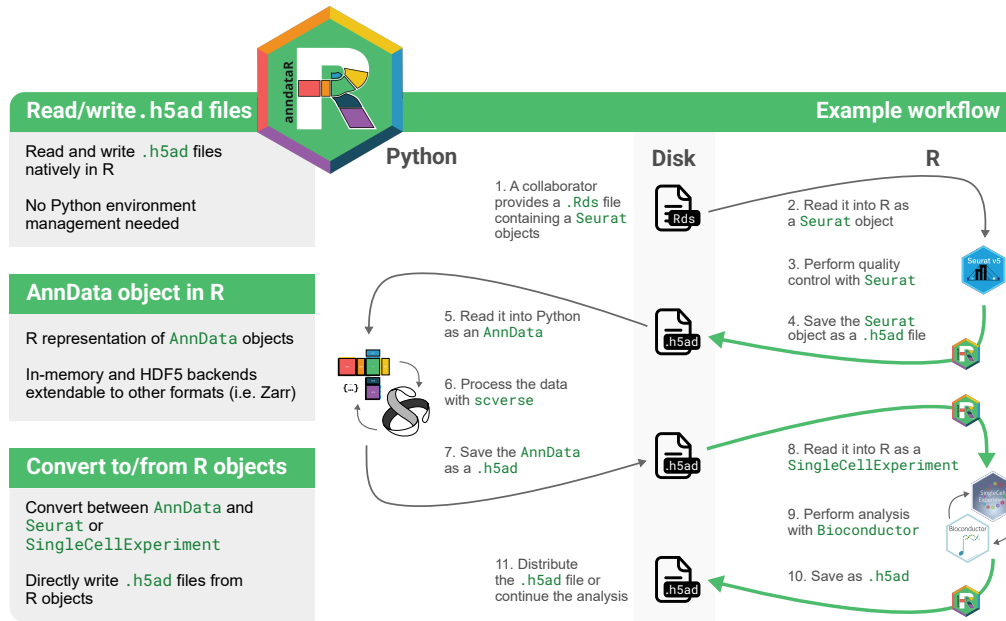 anndataR
Read/write .h5ad files
Example workflow
Read and write .h5ad files
natively in R
No Python environment
management needed
AnnData object in R
R representation of AnnData objects
In-memory and HDF5 backends
extendable to other formats (i.e. Zarr)
Convert to/from R objects
Convert between AnnData and
Seurat or
SingleCellExperiment
Directly write .h5ad files from
R objects
Python
Disk
R
1. A collaborator
provides a .Rds file
containing a Seurat
objects
Rds
2. Read it into R as
a Seurat object
Seurat v5
3. Perform quality
control with Seurat
4. Save the Seurat
object as a .h5ad file
.h5ad
5. Read it into Python
as an AnnData
{...}
6. Process the data
with scverse
7. Save the AnnData
as a .h5ad
.h5ad
8. Read it into R as a
SingleCellExperiment
SingleCell
Experiment
9. Perform analysis
with Bioconductor
Bioconductor
10. Save as .h5ad
.h5ad
11. Distribute
the .h5ad file or
continue the analysis